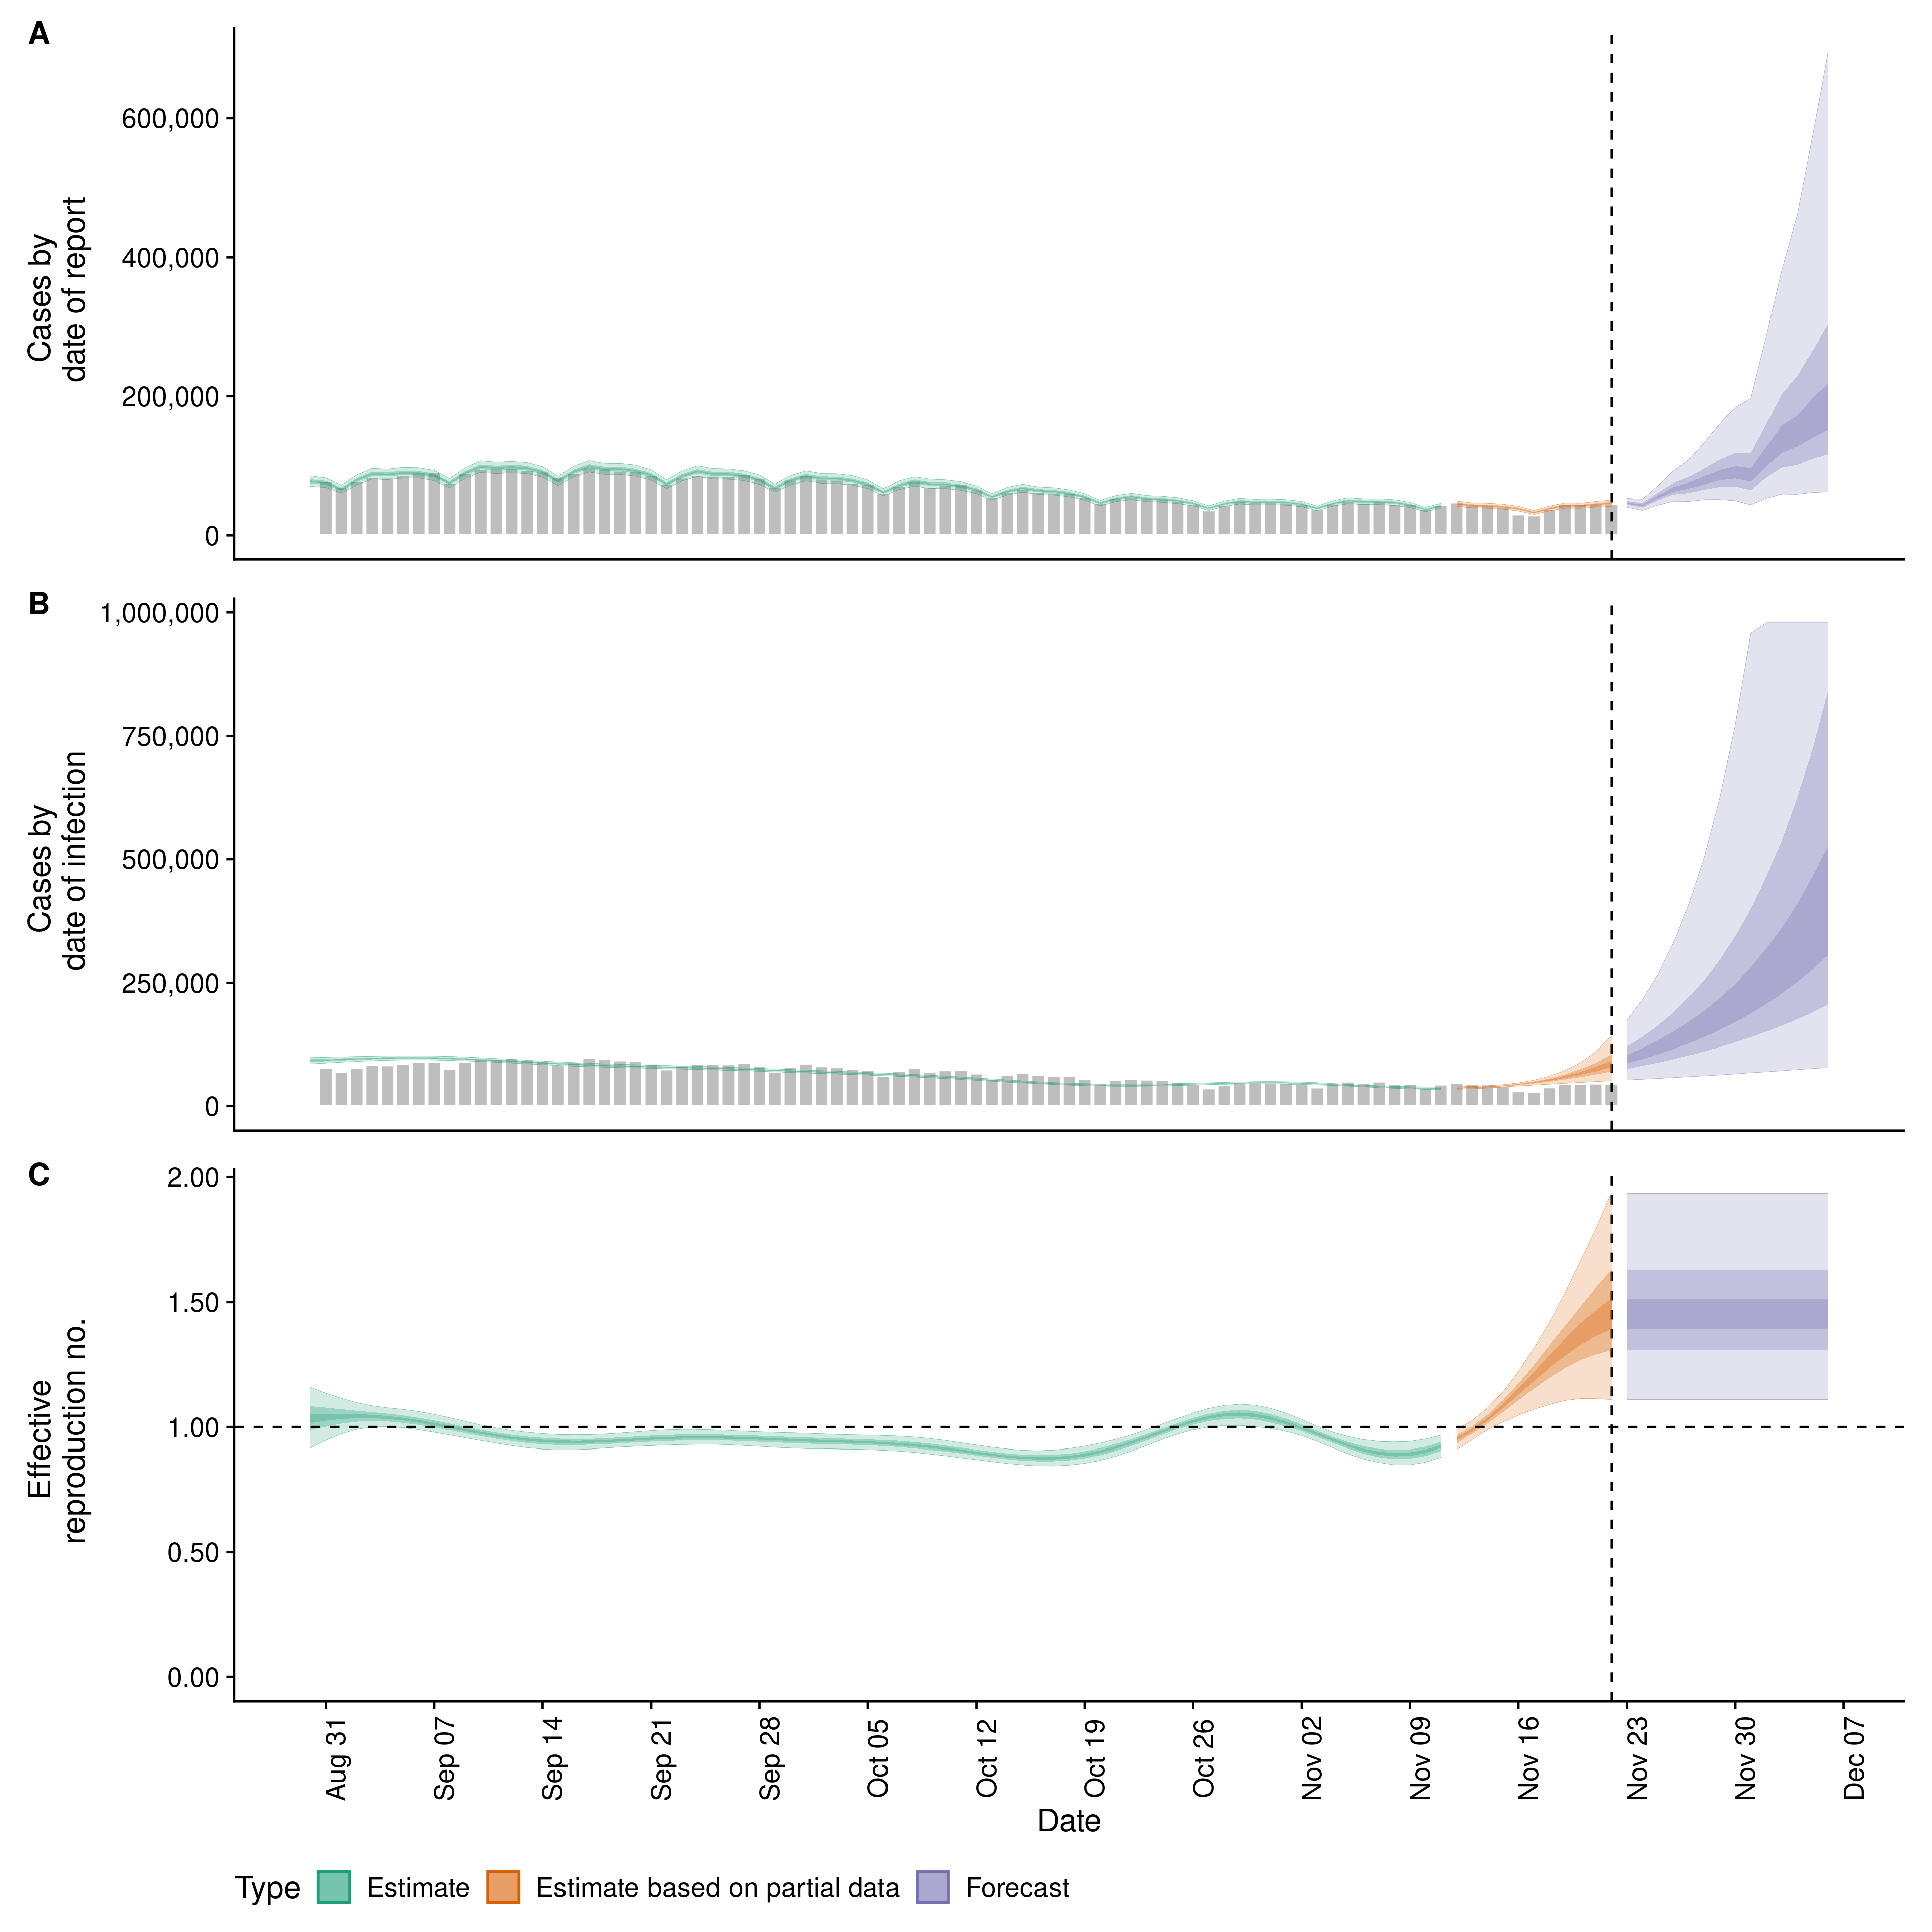 A
Cases by
date of report
600,000
400,000
200,000
0
B
Cases by
date of infection
1,000,000
750,000
500,000
250,000
0
C
Effective
reproduction no.
2.00
1.50
1.00
0.50
0.00
Aug 31
Sep 07
Sep 14
Sep 21
Sep 28
Oct 05
Oct 12
Oct 19
Oct 26
Nov 02
Nov 09
Nov 16
Nov 23
Nov 30
Dec 07
Date
Type Estimate Estimate based on partial data Forecast